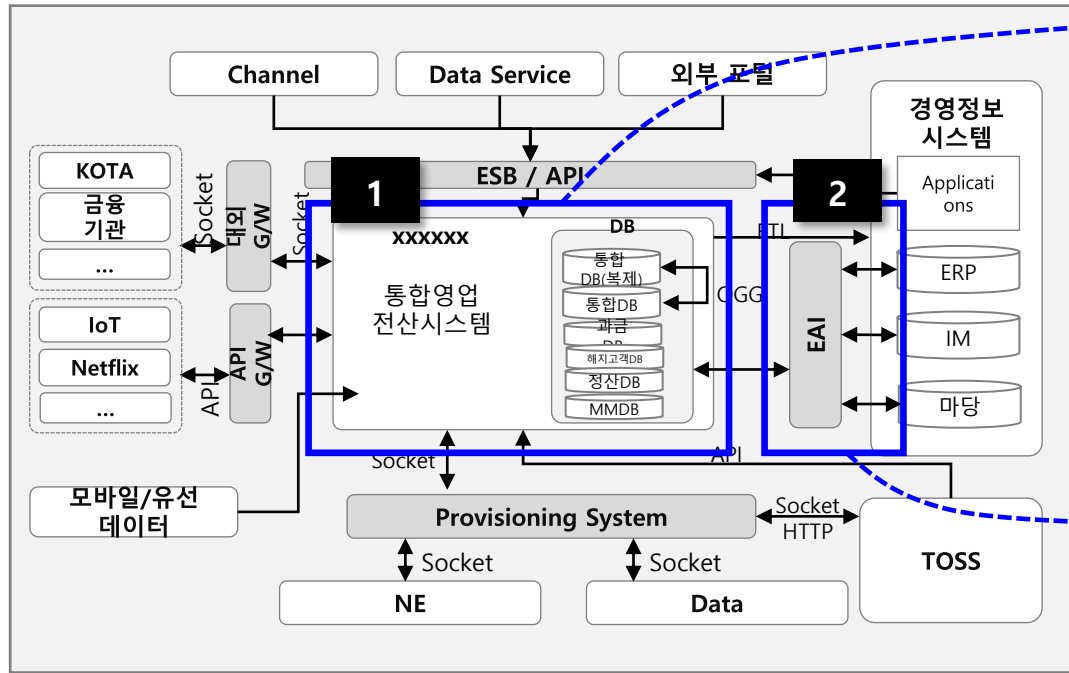 Channel
Data Service
외부 포털
경영정보
시스템
KOTA
금융
기관
...
Socket
대외
G/W
Socket
ESB / API
1
2
Applicati
ons
xxxxxx
통합영업
전산시스템
DB
통합
DB(복제)
통합DB
과금
DB
해지고객DB
정산DB
MMDB
OGG
ETL
EAI
ERP
IM
마당
IoT
Netflix
...
API
API
G/W
Socket
API
모바일/유선
데이터
Provisioning System
Socket
HTTP
TOSS
Socket
Socket
NE
Data